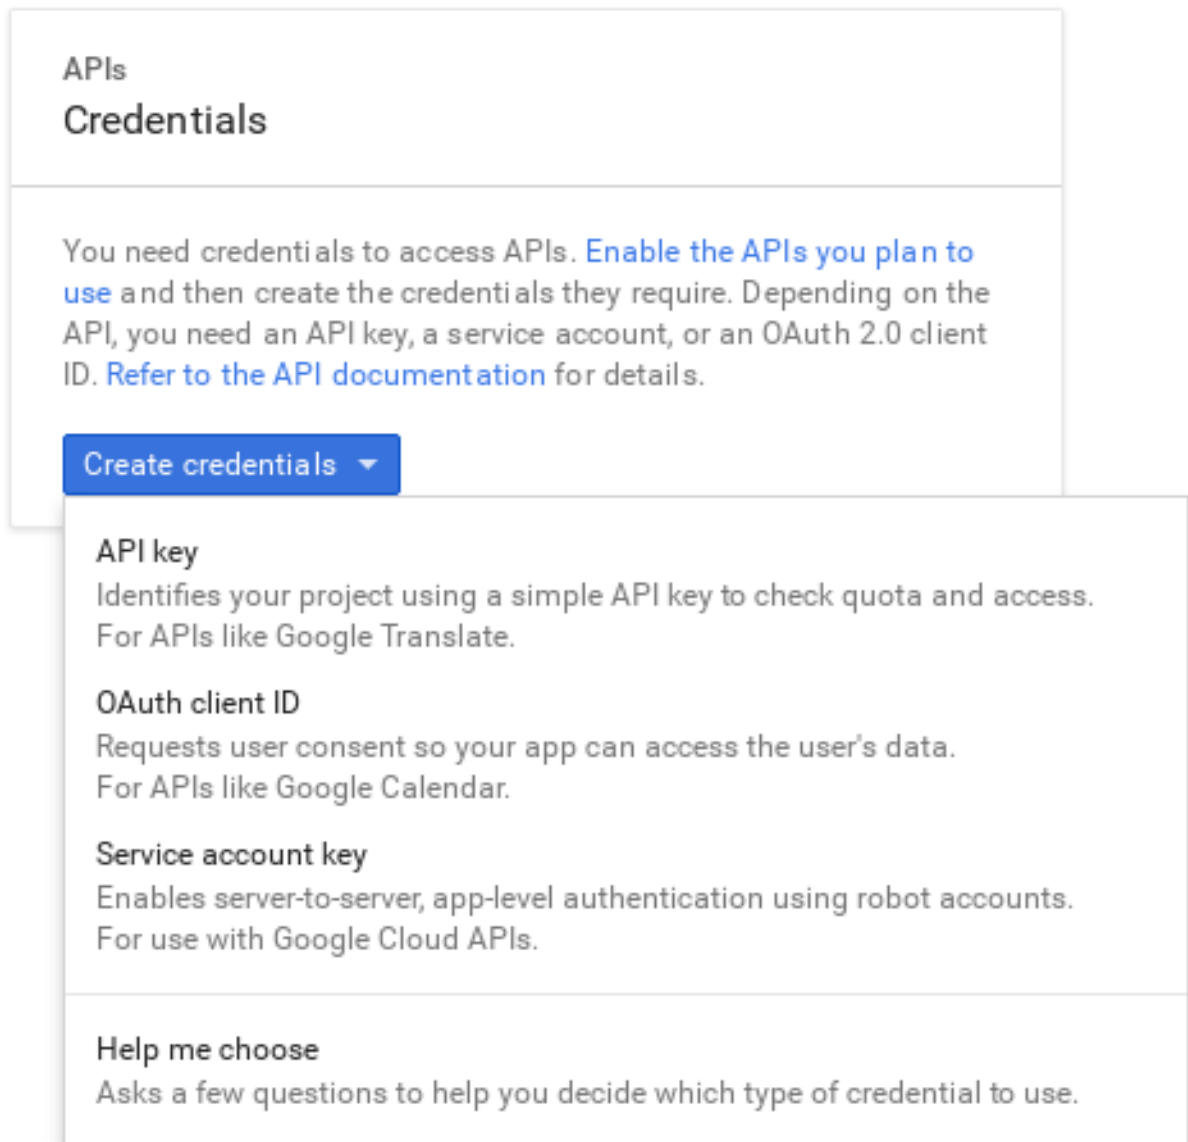 APIs
Credentials
You need credentials to access APIs. Enable the APIs you plan to
use and then create the credentials they require. Depending on the
API, you need an API key, a service account, or an OAuth 2.0 client
ID. Refer to the API documentation for details.
Create credentials
API key
Identifies your project using a simple API key to check quota and access.
For APIs like Google Translate.
OAuth client ID
Requests user consent so your app can access the user's data.
For APIs like Google Calendar.
Service account key
Enables server-to-server, app-level authentication using robot accounts.
For use with Google Cloud APIs.
Help me choose
Asks a few questions to help you decide which type of credential to use.